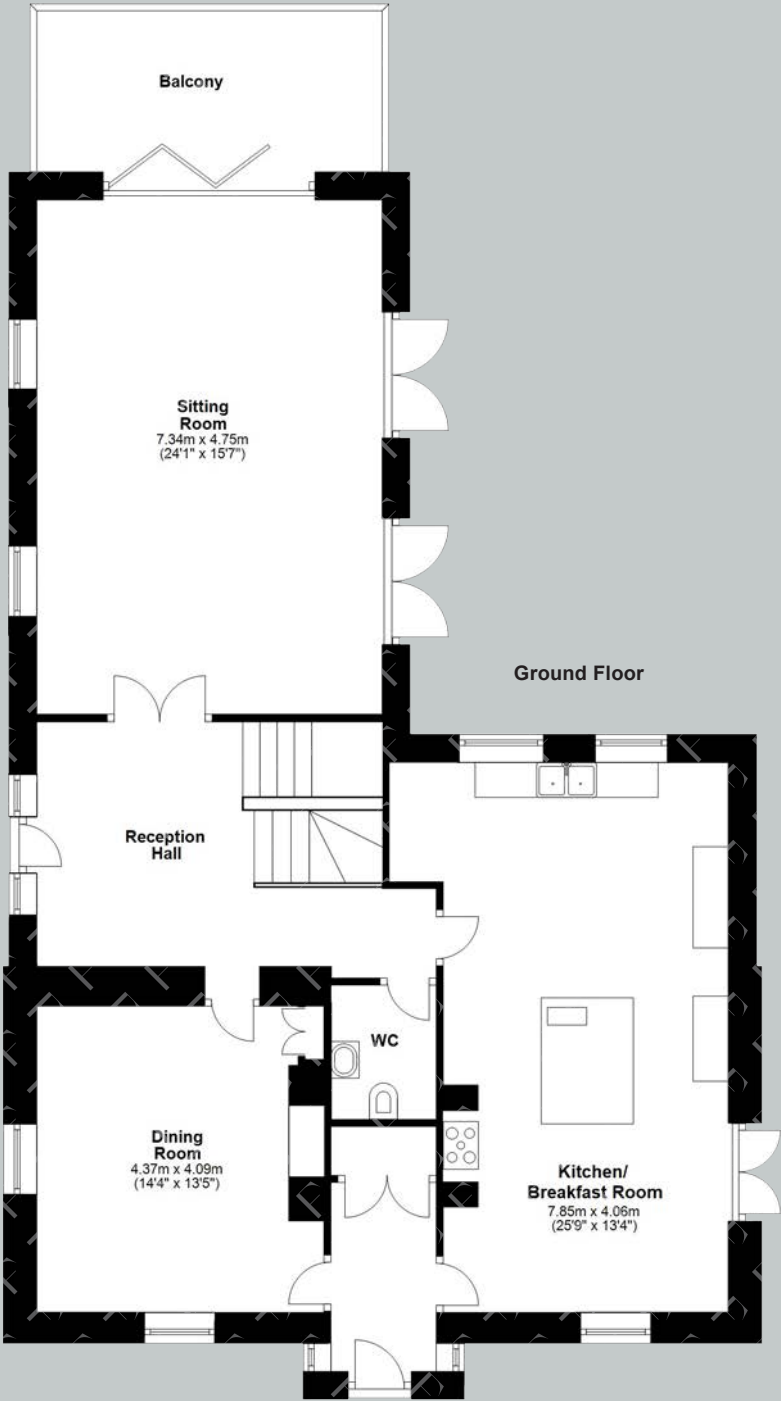 Balcony
Sitting
Room
7.34m x 4.75m
(24'1" x 15'7")
Ground Floor
Reception
Hall
WC
Dining
Room
4.37m x 4.09m
(14'4" x 13'5")
Kitchen/
Breakfast Room
7.85m x 4.06m
(25'9" x 13'4")